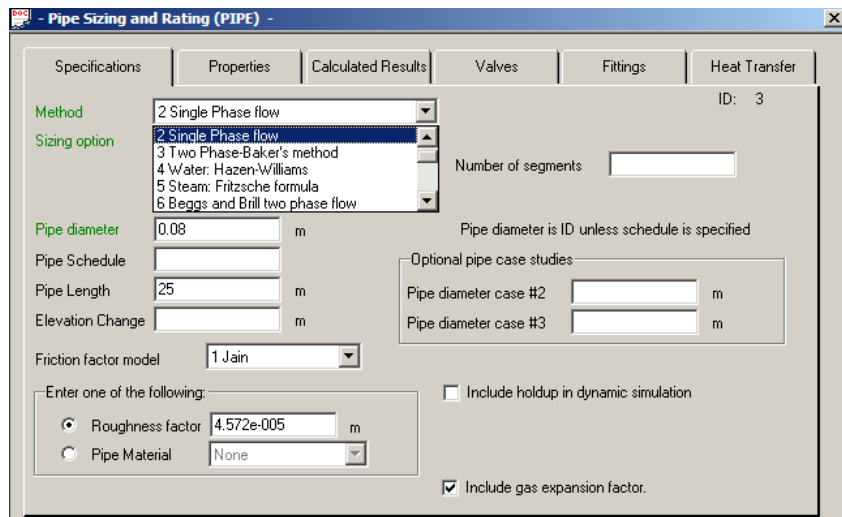 - Pipe Sizing and Rating (PIPE) -
Specifications
Properties
Calculated Results
Valves
Fittings
Heat Transfer
ID: 3
Method
2 Single Phase flow
Sizing option
2 Single Phase flow
3 Two Phase-Baker's method
4 Water: Hazen-Williams
5 Steam: Fritzsche formula
6 Beggs and Brill two phase flow
Number of segments
Pipe diameter
0.08
m
Pipe diameter is ID unless schedule is specified
Pipe Schedule
Pipe Length
25
m
Elevation Change
m
Optional pipe case studies
Pipe diameter case #2
m
Pipe diameter case #3
m
Friction factor model
1 Jain
Enter one of the following:
Roughness factor
4.572e-005
m
Pipe Material
None
Include holdup in dynamic simulation
Include gas expansion factor.